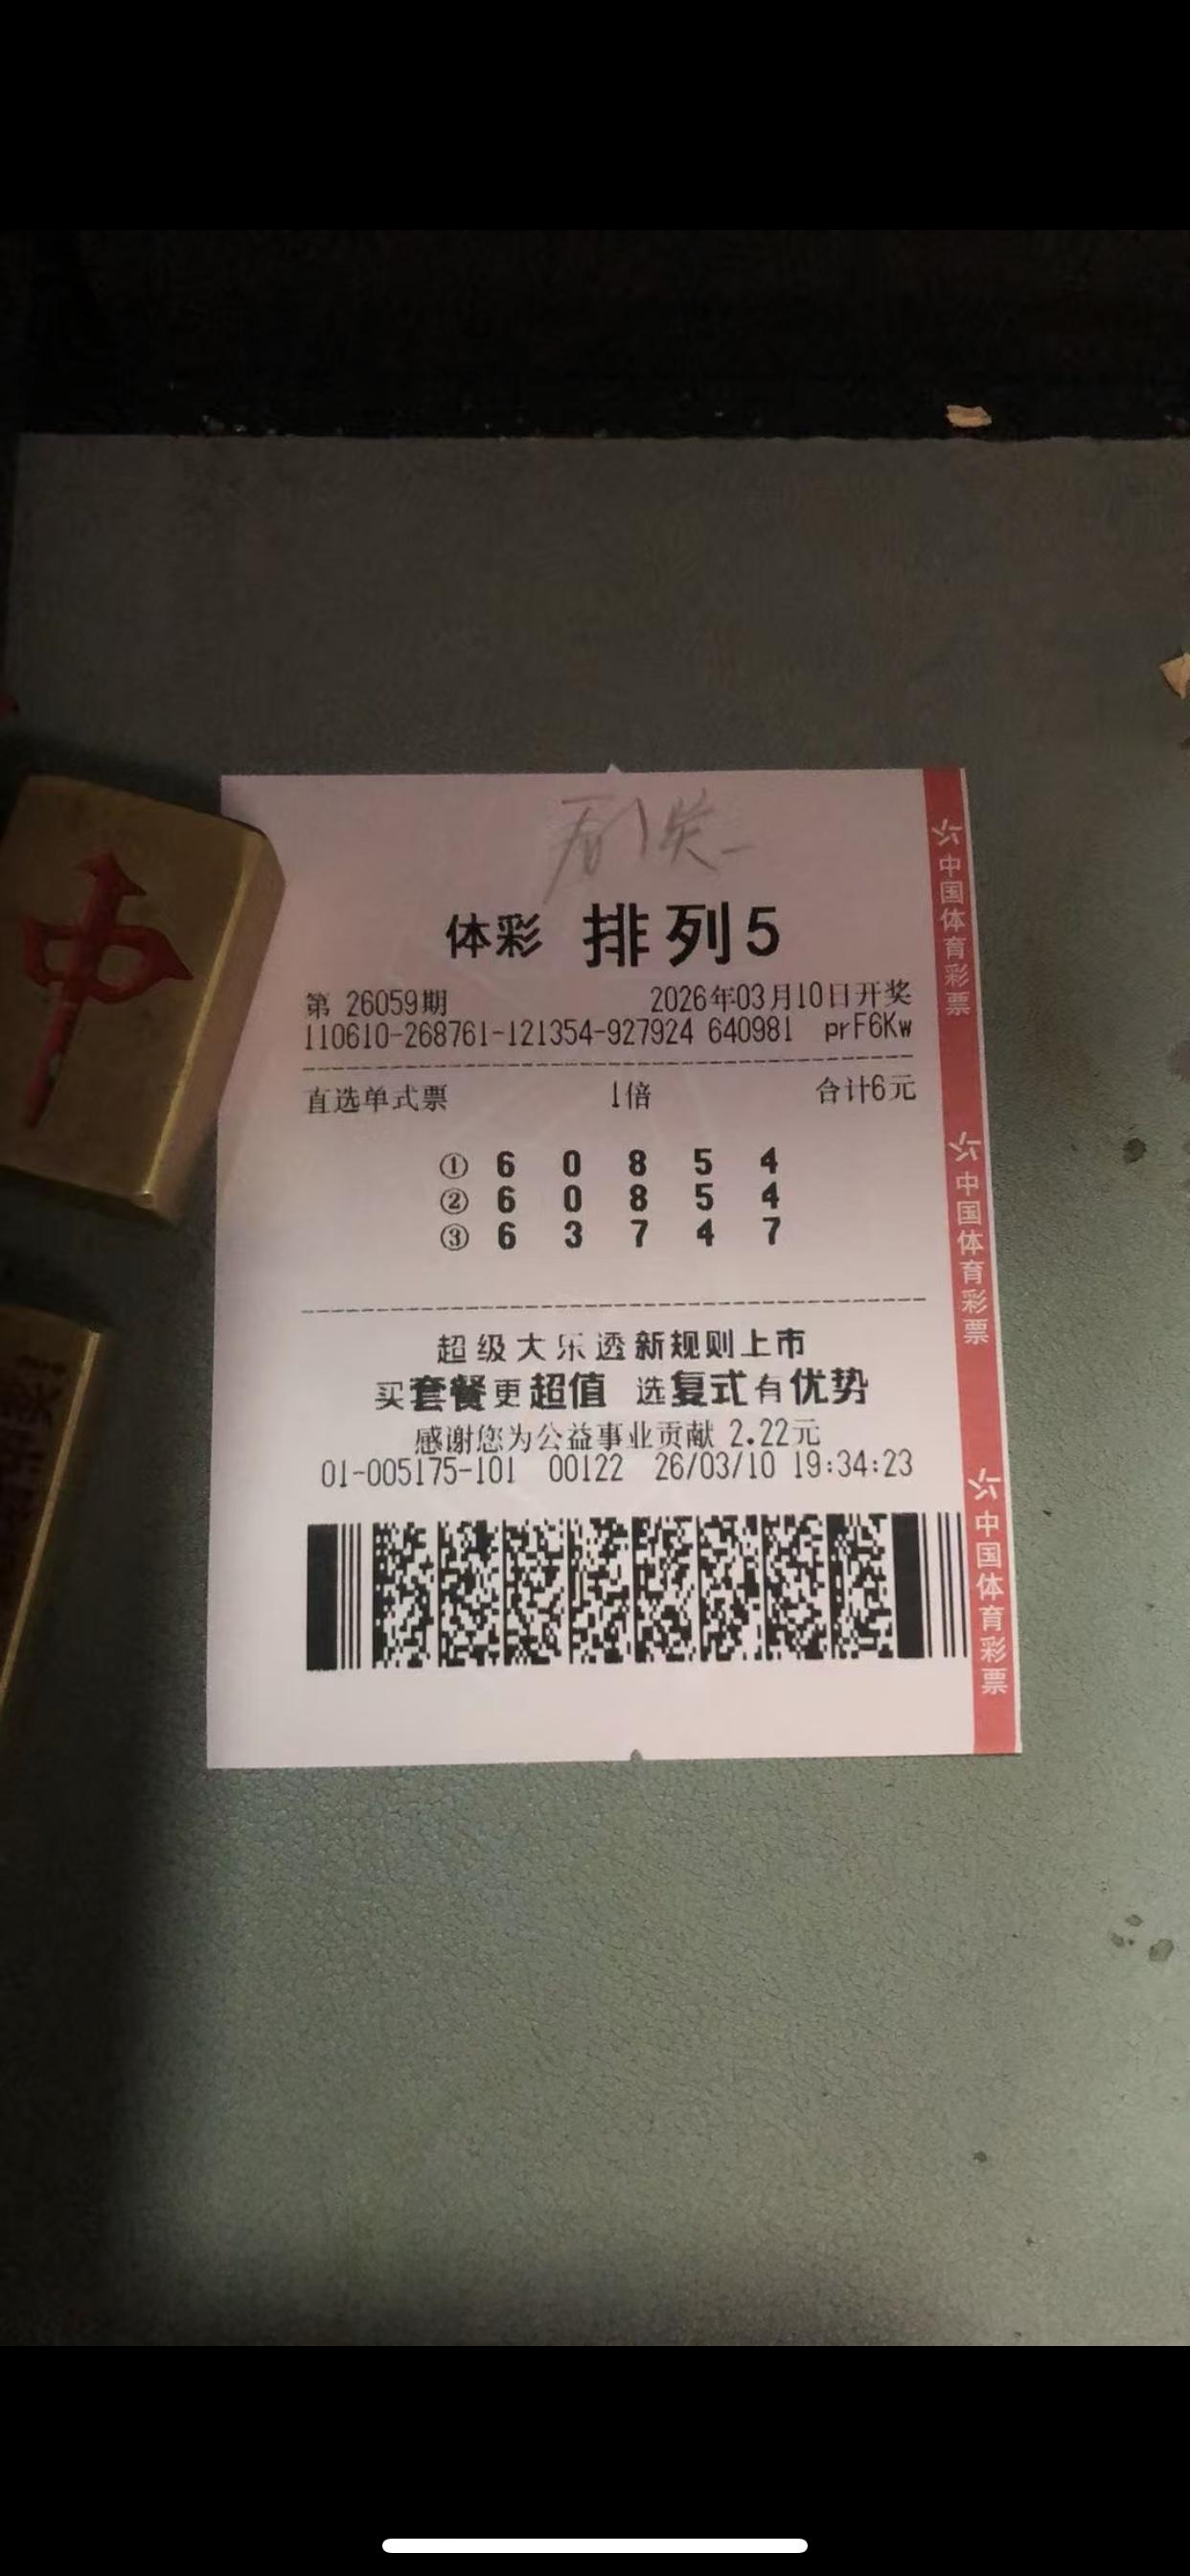 体彩 排列5
第 26059期 2026年03月10日开奖
110610-268761-121354-927924 640981 prF6Kw
直选单式票 1倍 合计6元
① 6 0 8 5 4
② 6 0 8 5 4
③ 6 3 7 4 7
超级大乐透新规则上市
买套餐更超值 选复式有优势
感谢您为公益事业贡献 2.22元
01-005175-101 00122 26/03/10 19:34:23
中国体育彩票
中国体育彩票
中国体育彩票
中